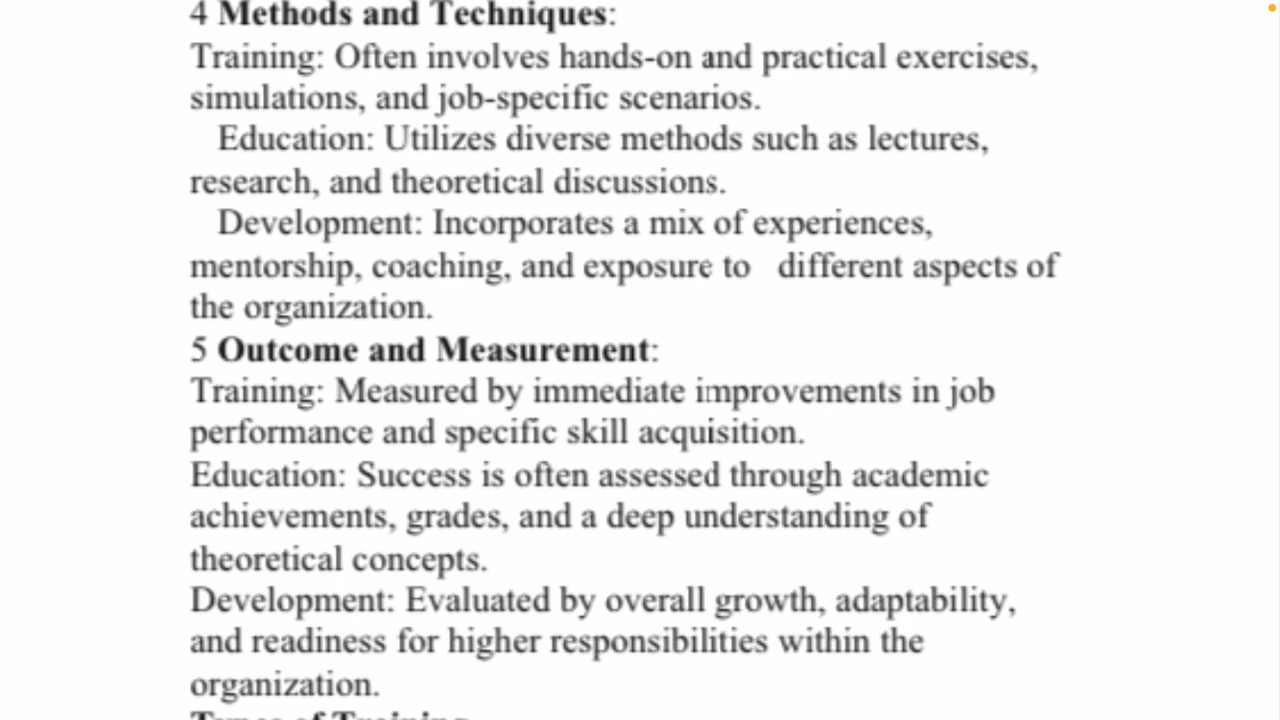 4 Methods and Techniques:
Training: Often involves hands-on and practical exercises,
simulations, and job-specific scenarios.
Education: Utilizes diverse methods such as lectures,
research, and theoretical discussions.
Development: Incorporates a mix of experiences,
mentorship, coaching, and exposure to different aspects of
the organization.
5 Outcome and Measurement:
Training: Measured by immediate improvements in job
performance and specific skill acquisition.
Education: Success is often assessed through academic
achievements, grades, and a deep understanding of
theoretical concepts.
Development: Evaluated by overall growth, adaptability,
and readiness for higher responsibilities within the
organization.
Types of Training